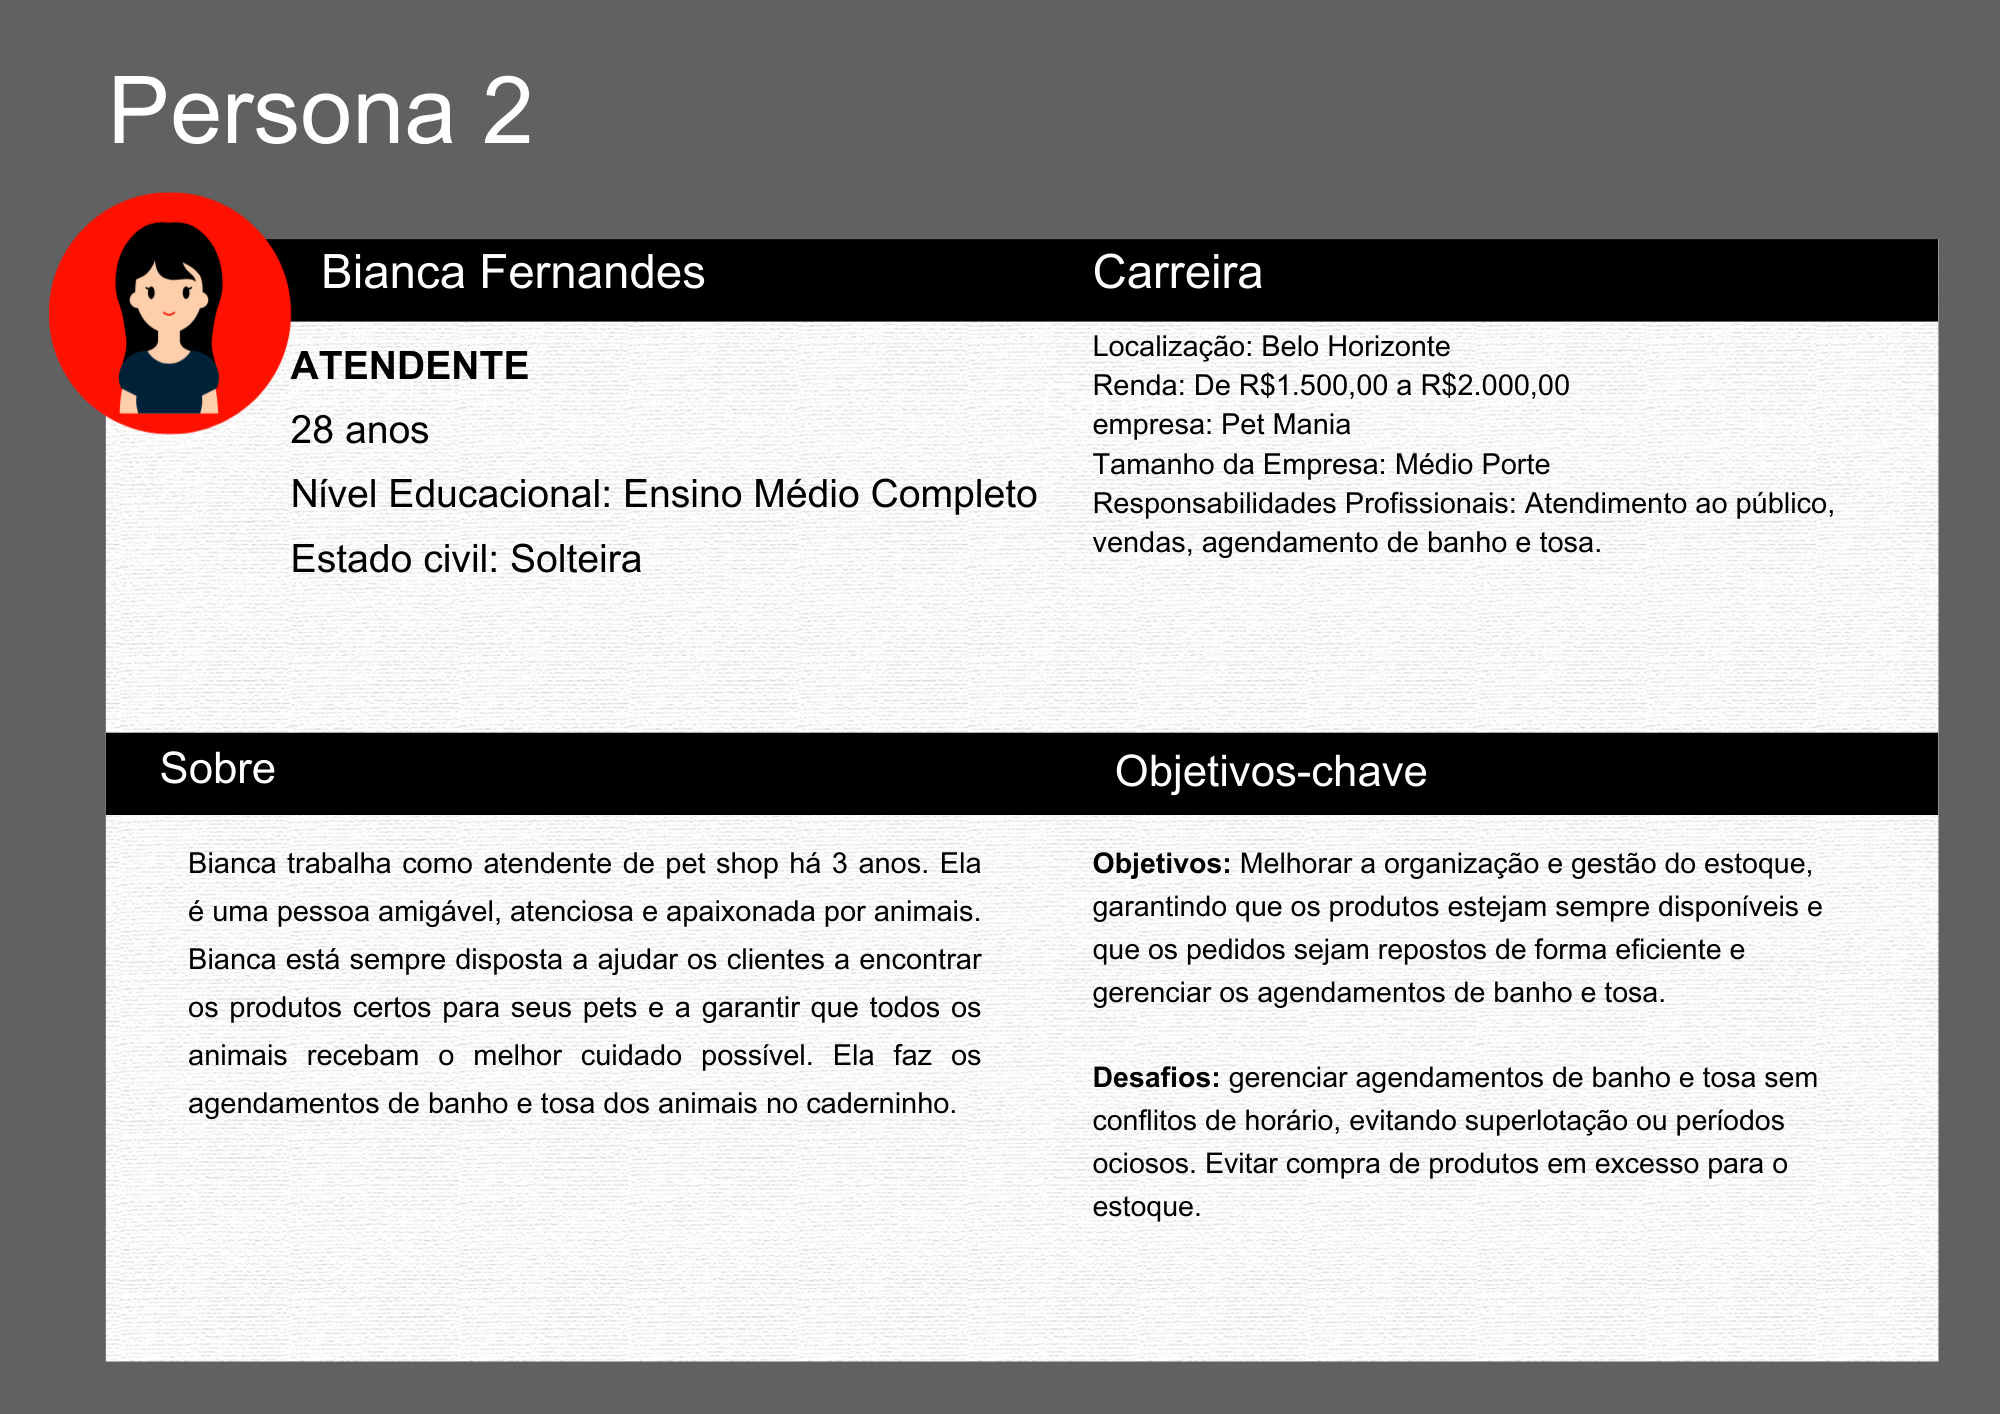 Persona 2
Bianca Fernandes
ATENDENTE
28 anos
Nível Educacional: Ensino Médio Completo
Estado civil: Solteira
Carreira
Localização: Belo Horizonte
Renda: De R$1.500,00 a R$2.000,00
empresa: Pet Mania
Tamanho da Empresa: Médio Porte
Responsabilidades Profissionais: Atendimento ao público,
vendas, agendamento de banho e tosa.
Sobre
Bianca trabalha como atendente de pet shop há 3 anos. Ela
é uma pessoa amigável, atenciosa e apaixonada por animais.
Bianca está sempre disposta a ajudar os clientes a encontrar
os produtos certos para seus pets e a garantir que todos os
animais recebam o melhor cuidado possível. Ela faz os
agendamentos de banho e tosa dos animais no caderninho.
Objetivos-chave
Objetivos: Melhorar a organização e gestão do estoque,
garantindo que os produtos estejam sempre disponíveis e
que os pedidos sejam repostos de forma eficiente e
gerenciar os agendamentos de banho e tosa.
Desafios: gerenciar agendamentos de banho e tosa sem
conflitos de horário, evitando superlotação ou períodos
ociosos. Evitar compra de produtos em excesso para o
estoque.